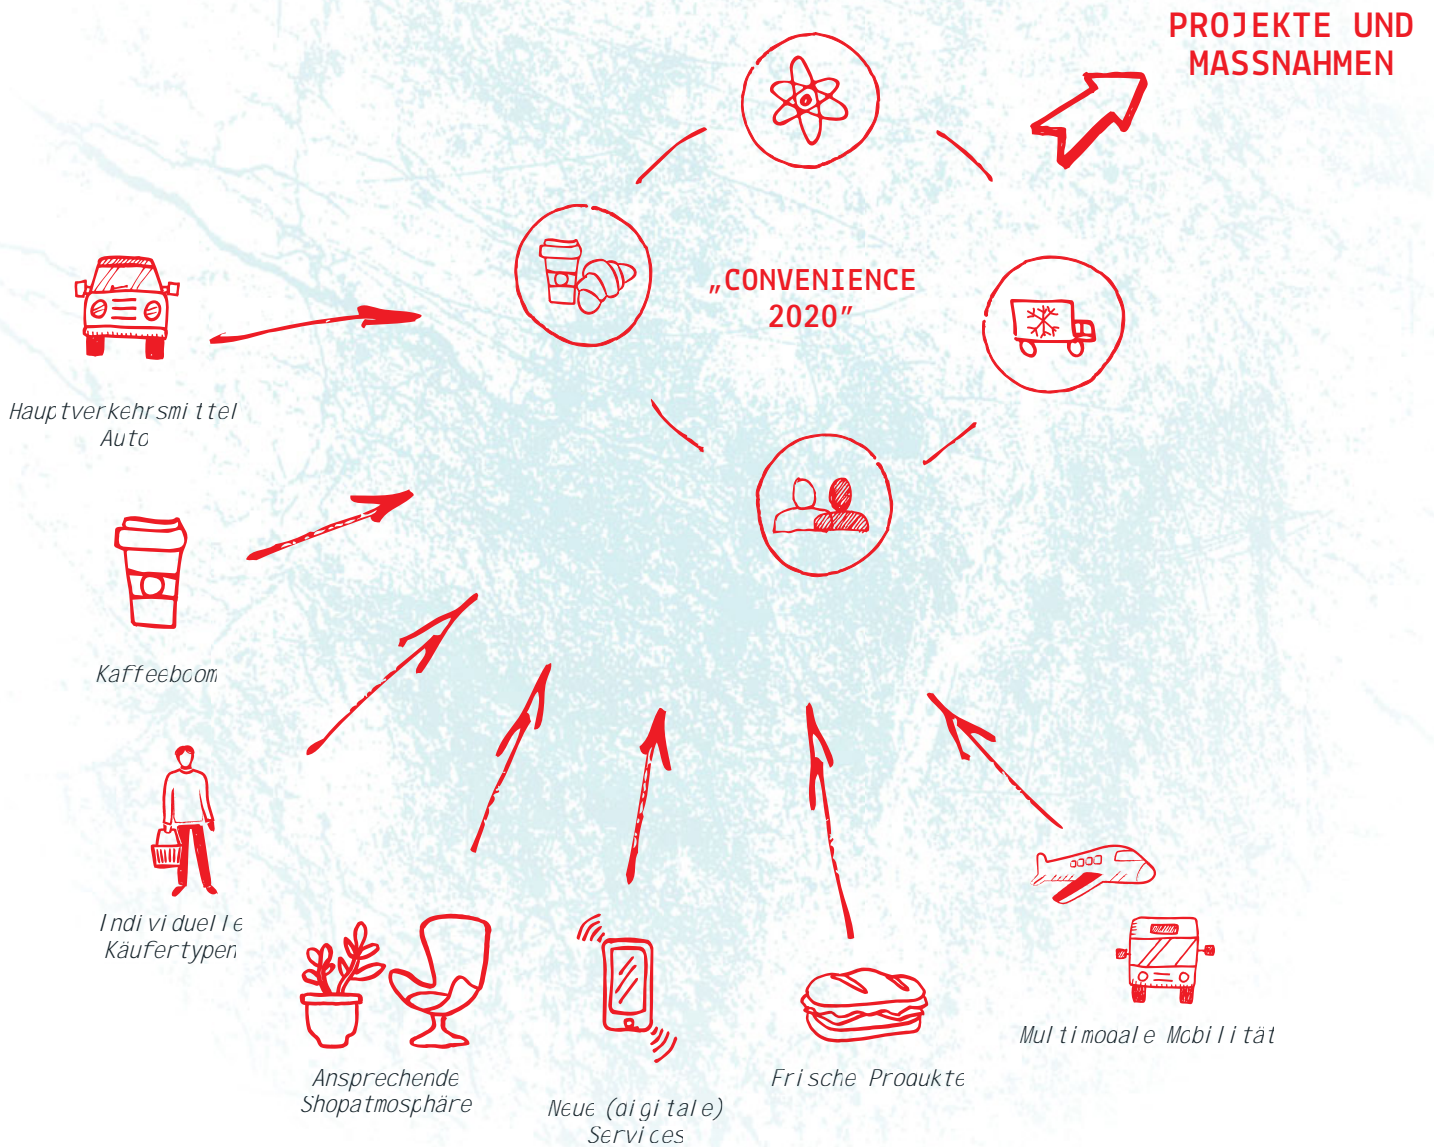 PROJEKTE UND
MASSNAHMEN
„CONVENIENCE
2020”
Hauptverkehrsmittel
Auto
Kaffeeboom
Individuelle
Käufertypen
Ansprechende
Shopatmosphäre
Neue (digitale)
Services
Frische Produkte
Multimodale Mobilität